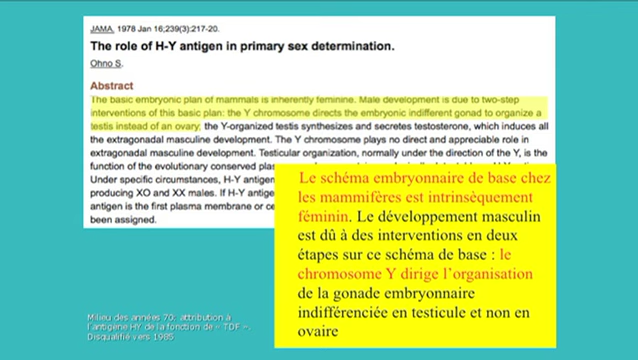 JAMA. 1978 Jan 16;239(3):217-20.
The role of H-Y antigen in primary sex determination.
Ohno S.
Abstract
The basic embryonic plan of mammals is inherently feminine. Male development is due to two-step
interventions of this basic plan: the Y chromosome directs the embryonic indifferent gonad to organize a
testis instead of an ovary; the Y-organized testis synthesizes and secretes testosterone, which induces all
the extragonadal masculine development. The Y chromosome plays no direct and appreciable role in
extragonadal masculine development. Testicular organization, normally under the direction of the Y, is the
function of the evolutionary conserved
Under specific circumstances, H-Y antigen
producing XO and XX males. If H-Y antige
antigen is the first plasma membrane or ce
been assigned.
Le schéma embryonnaire de base chez
les mammifères est intrinsèquement
féminin. Le développement masculin
est dû à des interventions en deux
étapes sur ce schéma de base : le
chromosome Y dirige l’organisation
de la gonade embryonnaire
indifférenciée en testicule et non en
ovaire
Milieu des années 70: attribution à
l'antigène HY de la fonction de « TDF ».
Disqualifié vers 1985